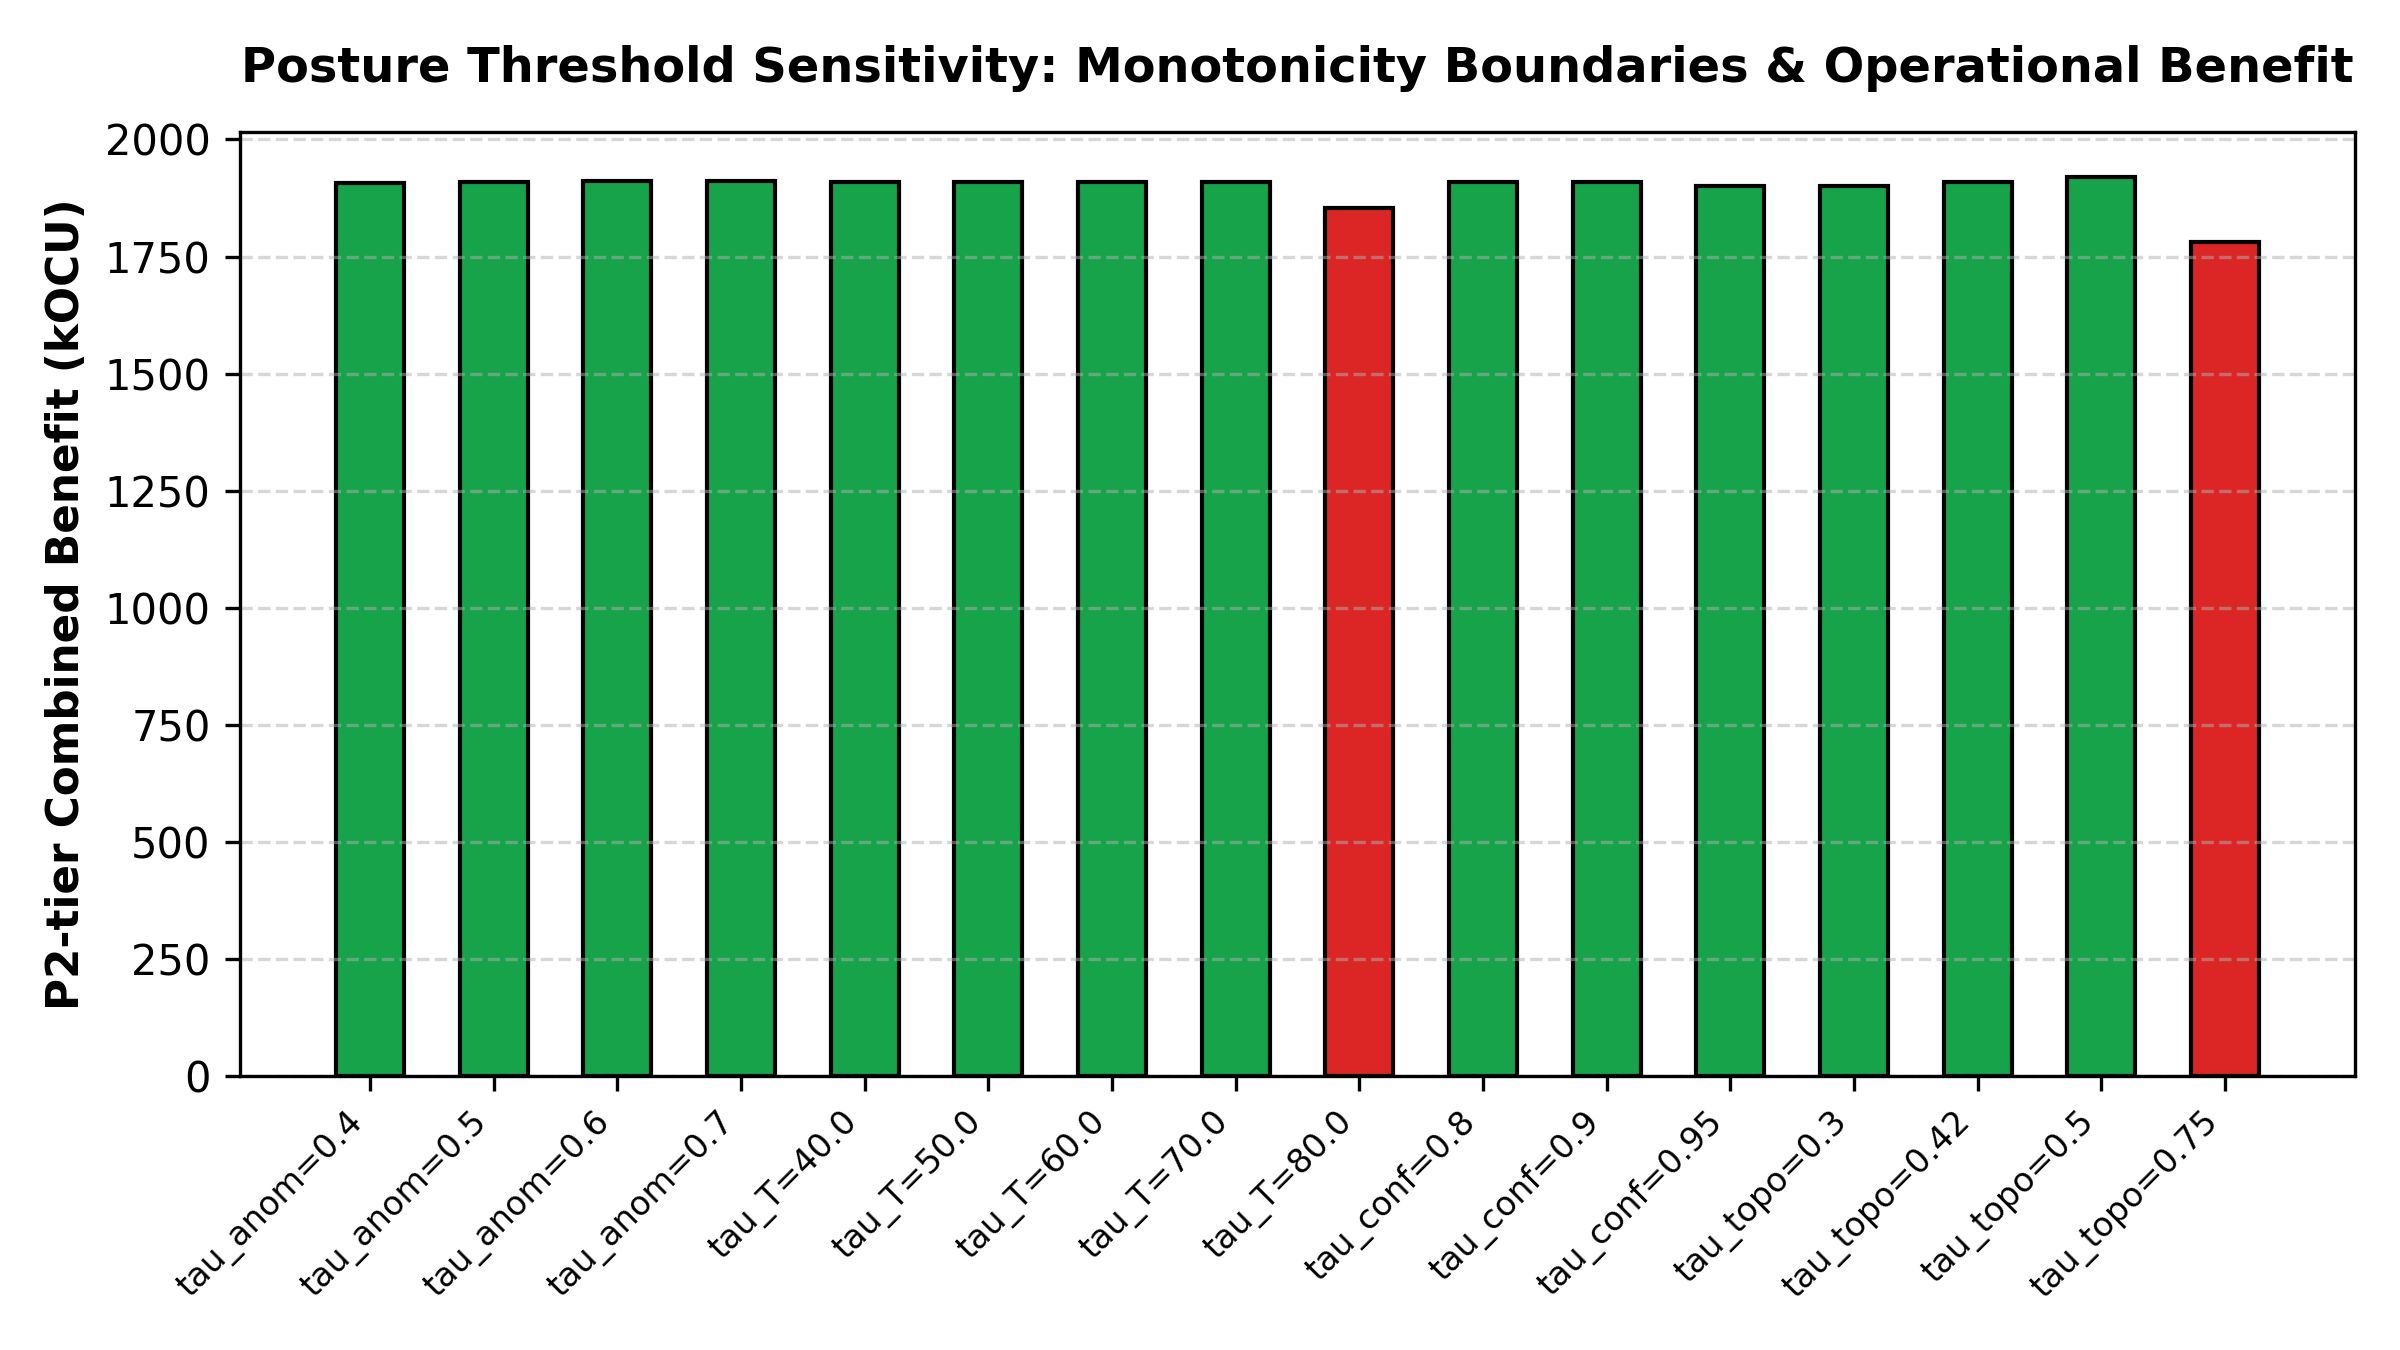 Posture Threshold Sensitivity: Monotonicity Boundaries & Operational Benefit
P2-tier Combined Benefit (kOCU)
2000
1750
1500
1250
1000
750
500
250
0
tau_anom=0.4
tau_anom=0.5
tau_anom=0.6
tau_anom=0.7
tau_T=40.0
tau_T=50.0
tau_T=60.0
tau_T=70.0
tau_T=80.0
tau_conf=0.8
tau_conf=0.9
tau_conf=0.95
tau_topo=0.3
tau_topo=0.42
tau_topo=0.5
tau_topo=0.75